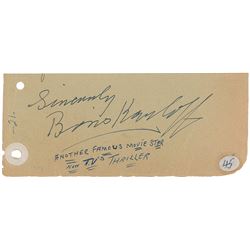 Sincerely
Boris Karloff
ANOTHER FAMOUS MOVIE STAR
NOW TV'S THRILLER
45